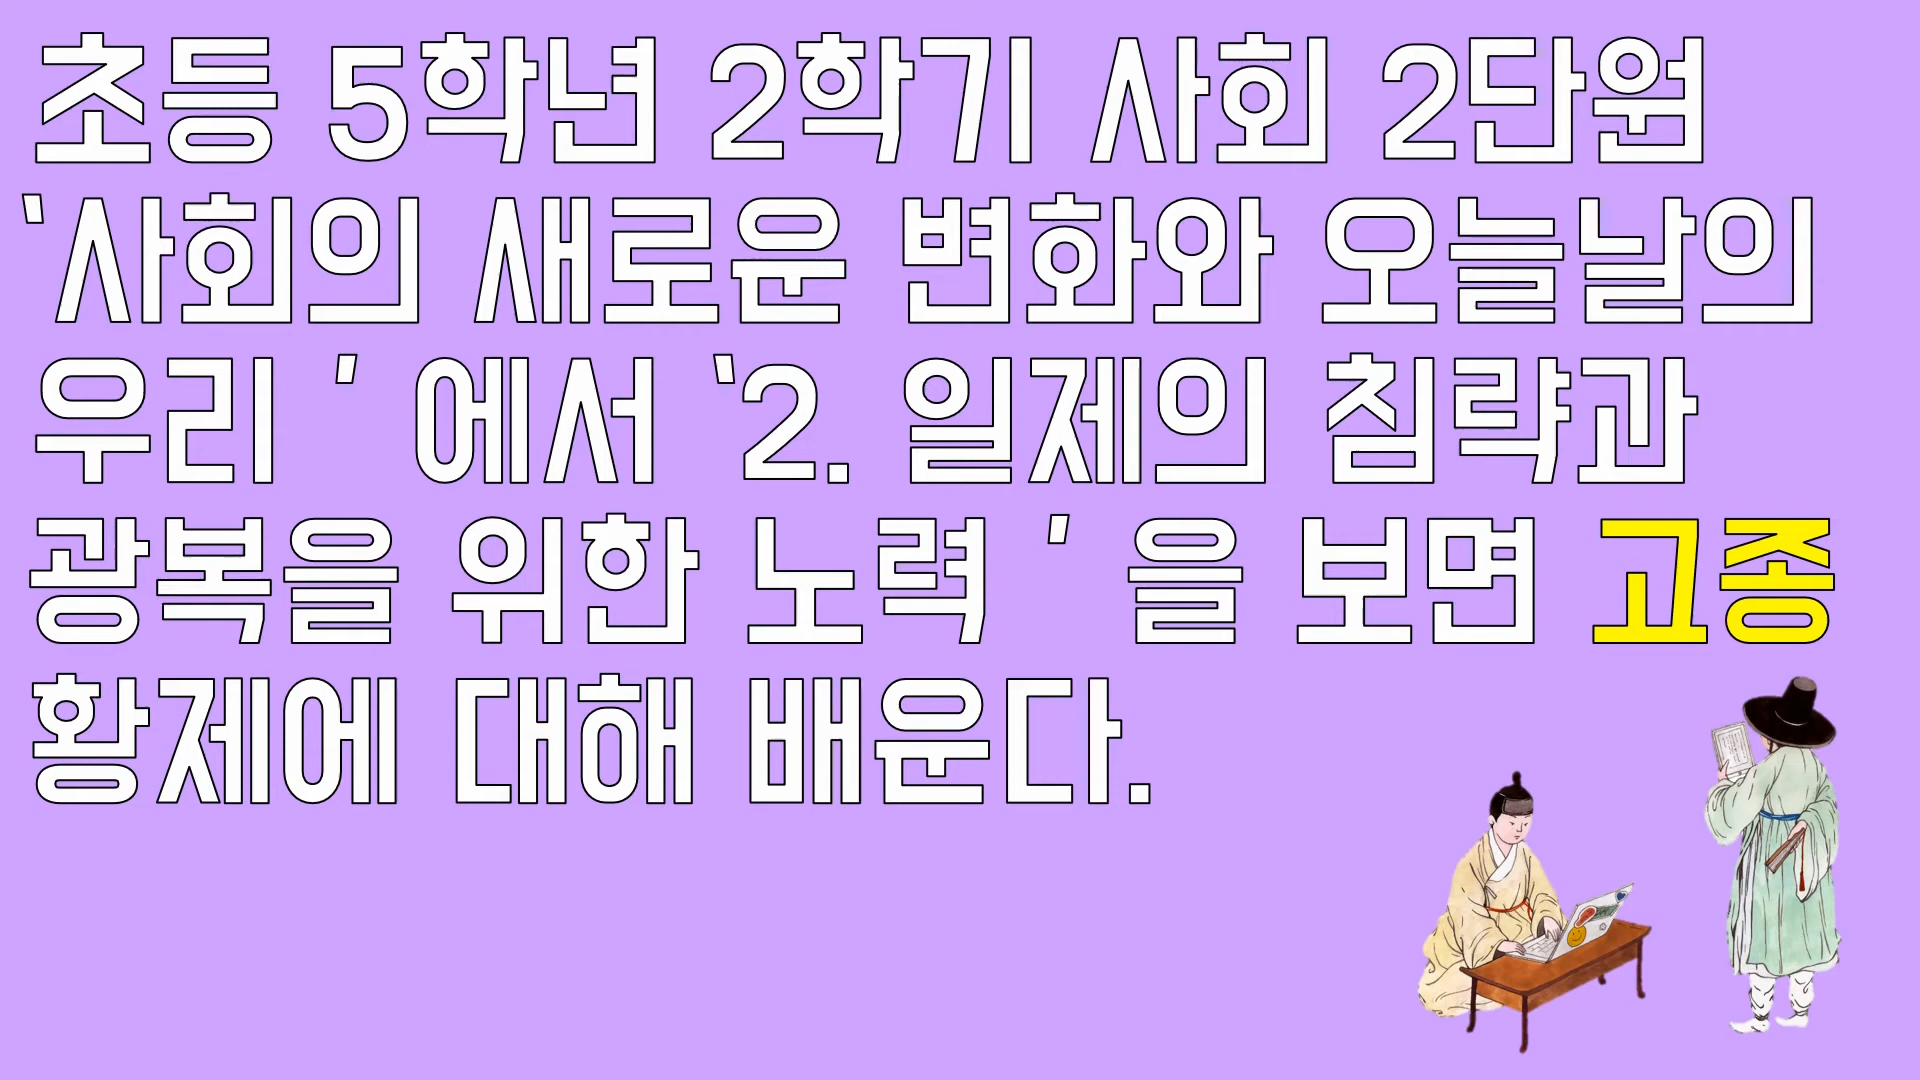 초등 5학년 2학기 사회 2단원
‘사회의 새로운 변화와 오늘날의
우리 ’ 에서 ‘2. 일제의 침략과
광복을 위한 노력 ’ 을 보면 고종
황제에 대해 배운다.